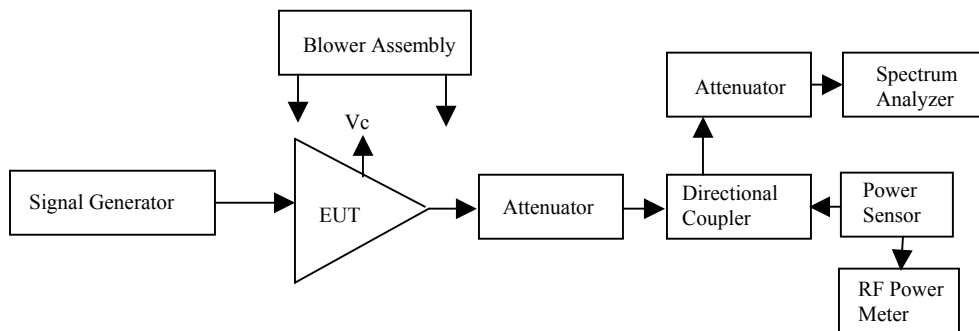 Blower Assembly
Attenuator
Spectrum
Analyzer
Vc
Signal Generator
EUT
Attenuator
Directional
Coupler
Power
Sensor
RF Power
Meter